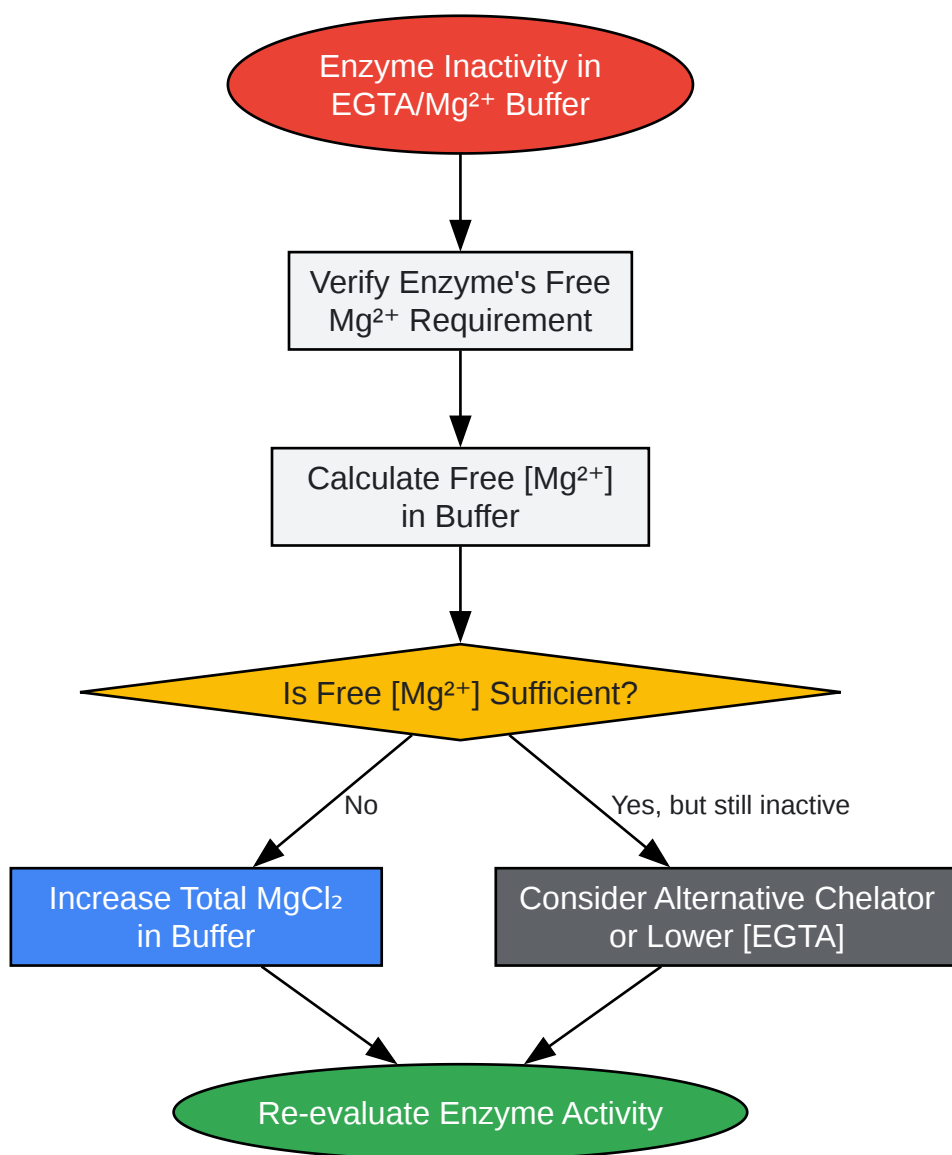 Enzyme Inactivity in
EGTA/Mg²⁺ Buffer
Verify Enzyme's Free
Mg²⁺ Requirement
Calculate Free [Mg²⁺]
in Buffer
Is Free [Mg²⁺] Sufficient?
No
Yes, but still inactive
Increase Total MgCl₂
in Buffer
Consider Alternative Chelator
or Lower [EGTA]
Re-evaluate Enzyme Activity